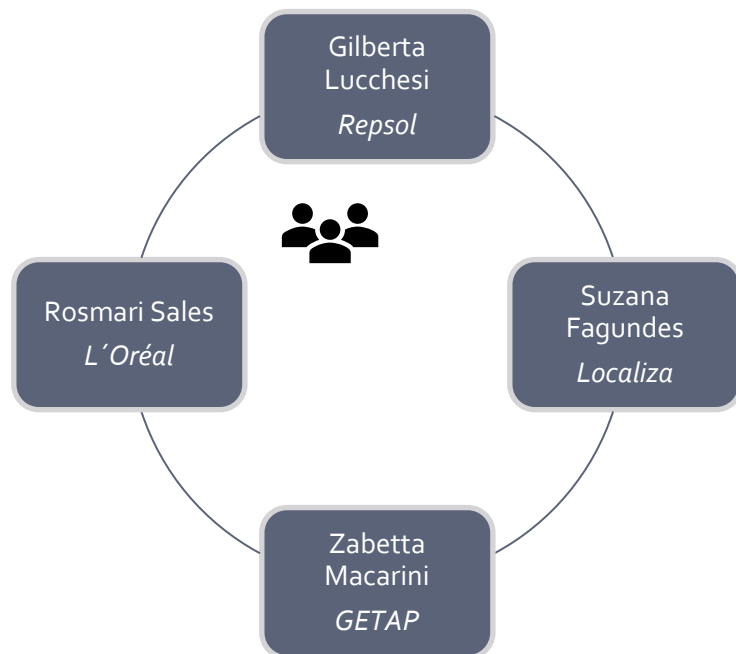 Gilberta
Lucchesi
Repsol
Rosmari Sales
L´Oréal
Suzana
Fagundes
Localiza
Zabetta
Macarini
GETAP